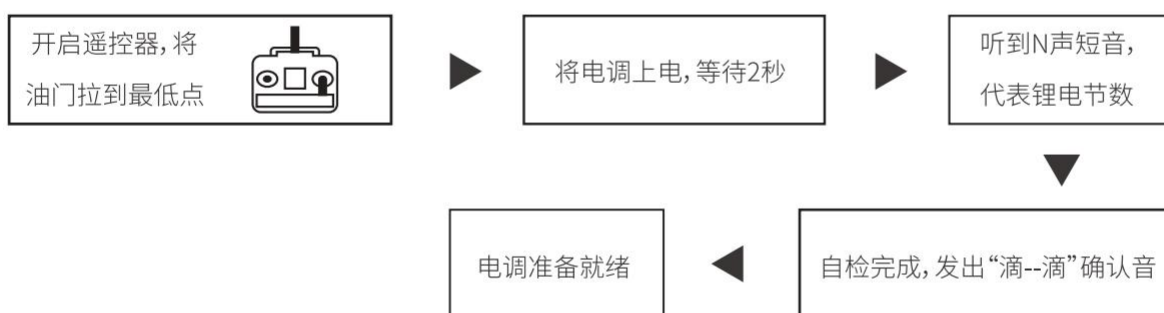 开启遥控器,将
油门拉到最低点
将电调上电,等待2秒
听到N声短音,
代表锂电节数
自检完成,发出“滴--滴”确认音
电调准备就绪